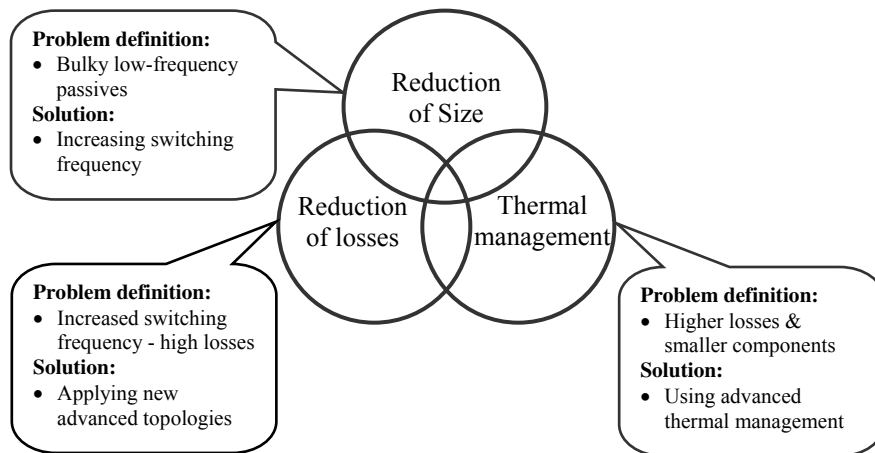 Problem definition:
• Bulky low-frequency
passives
Solution:
• Increasing switching
frequency
Reduction
of Size
Reduction
of losses
Thermal
management
Problem definition:
• Increased switching
frequency - high losses
Solution:
• Applying new
advanced topologies
Problem definition:
• Higher losses &
smaller components
Solution:
• Using advanced
thermal management